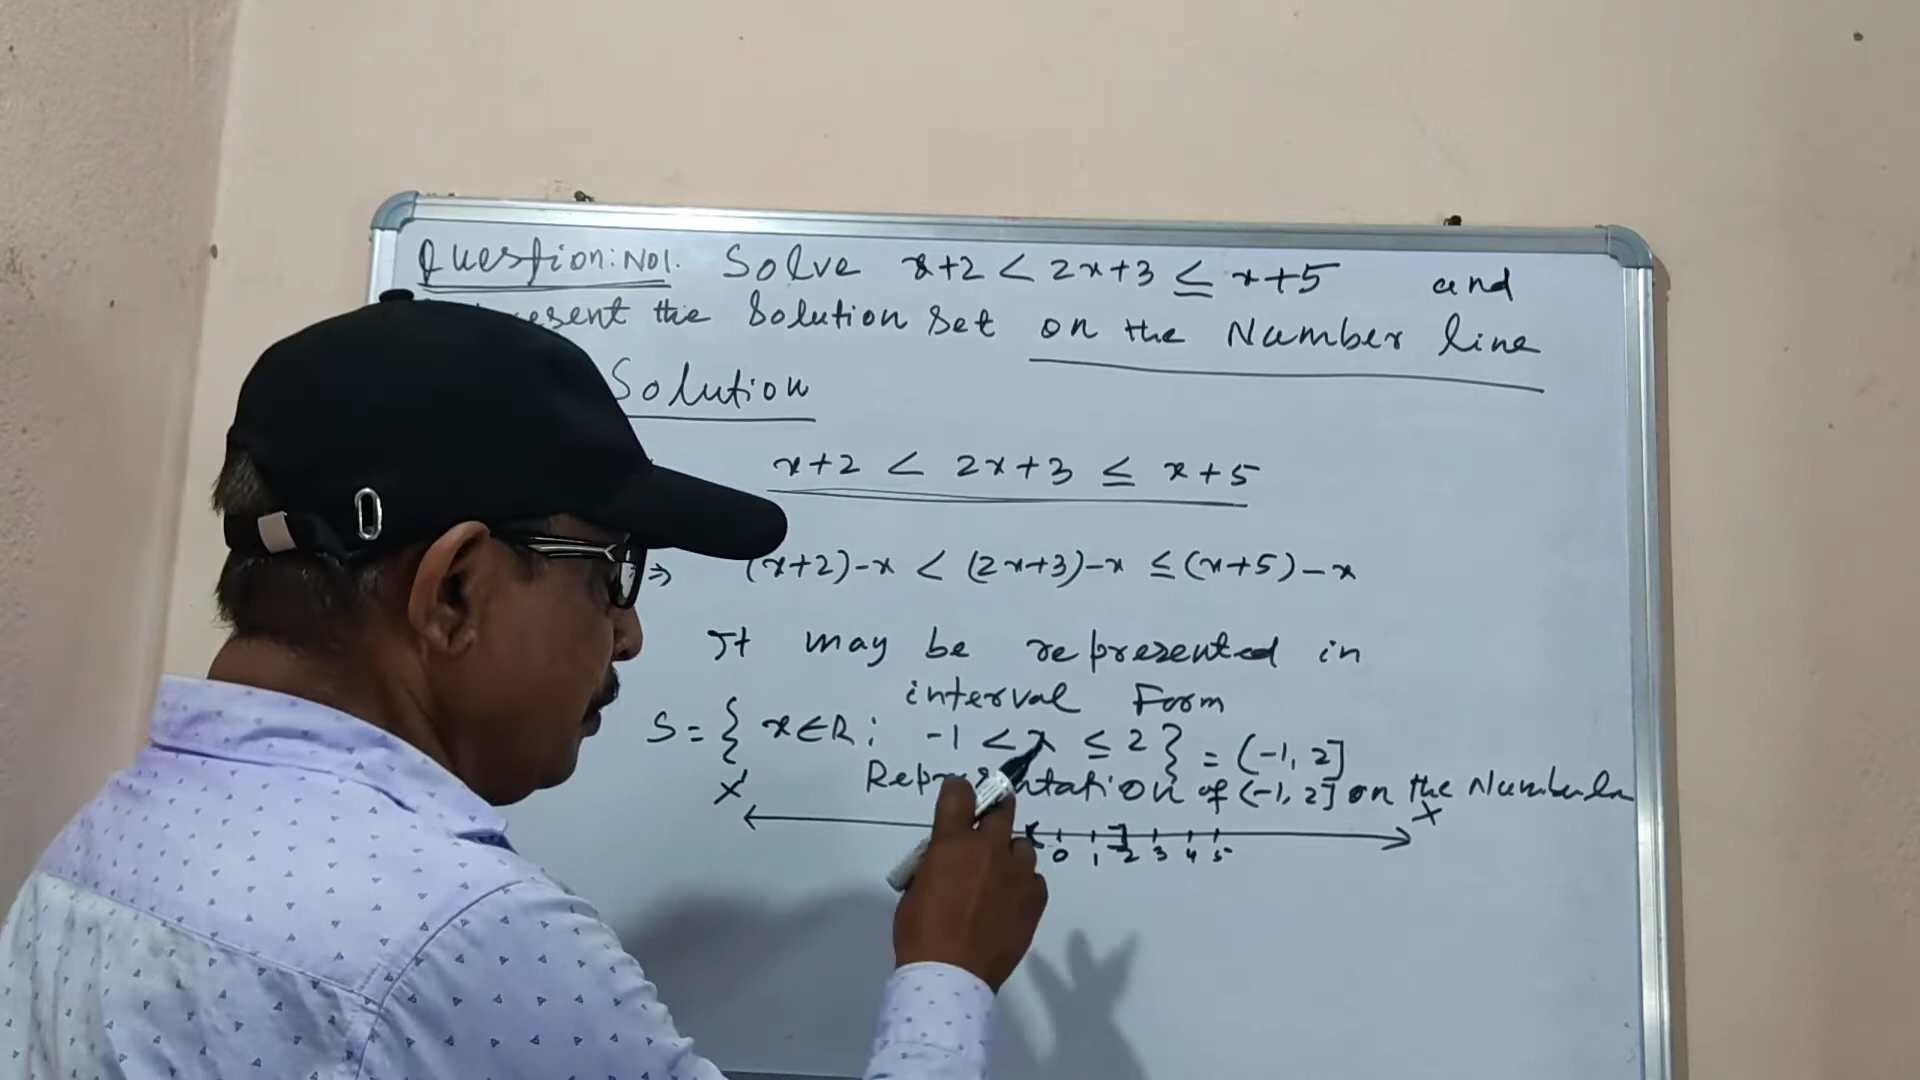 Question: No1. Solve x+2 < 2x+3 ≤ x+5 and
the Solution Set on the Number line
Solution
x+2 < 2x+3 ≤ x+5
⇒ (x+2)-x < (2x+3)-x ≤ (x+5)-x
It may be represented in
interval Form
S = { x∈R; -1 < x ≤ 2 } = (-1, 2]
of (-1, 2] on the
X' X
0 1 2 3 4 5